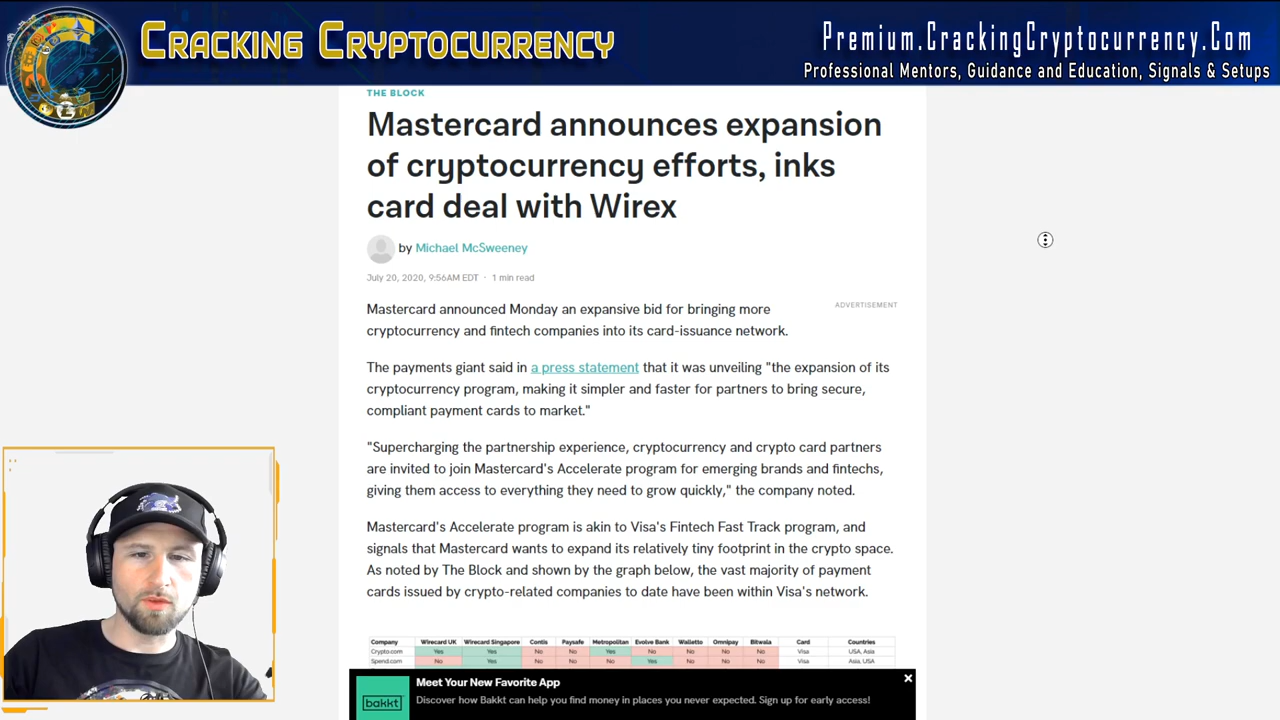 CRACKING CRYPTOCURRENCY
Premium.CrackingCryptocurrency.Com
Professional Mentors, Guidance and Education, Signals & Setups
THE BLOCK
Mastercard announces expansion
of cryptocurrency efforts, inks
card deal with Wirex
by Michael McSweeney
July 20, 2020, 9:56AM EDT · 1 min read
ADVERTISEMENT
Mastercard announced Monday an expansive bid for bringing more
cryptocurrency and fintech companies into its card-issuance network.
The payments giant said in a press statement that it was unveiling "the expansion of its
cryptocurrency program, making it simpler and faster for partners to bring secure,
compliant payment cards to market."
"Supercharging the partnership experience, cryptocurrency and crypto card partners
are invited to join Mastercard's Accelerate program for emerging brands and fintechs,
giving them access to everything they need to grow quickly," the company noted.
Mastercard's Accelerate program is akin to Visa's Fintech Fast Track program, and
signals that Mastercard wants to expand its relatively tiny footprint in the crypto space.
As noted by The Block and shown by the graph below, the vast majority of payment
cards issued by crypto-related companies to date have been within Visa's network.
Company Wirecard UK Wirecard Singapore Contis Paysafe Metropolitan Evolve Bank Walletto Omnipay Bitwala Card Countries
Crypto.com Yes Yes No No Yes No No No No Visa USA, Asia
Spend.com No Yes No No No Yes No No No Visa Asia, USA
Meet Your New Favorite App
bakkt
Discover how Bakkt can help you find money in places you never expected. Sign up for early access!